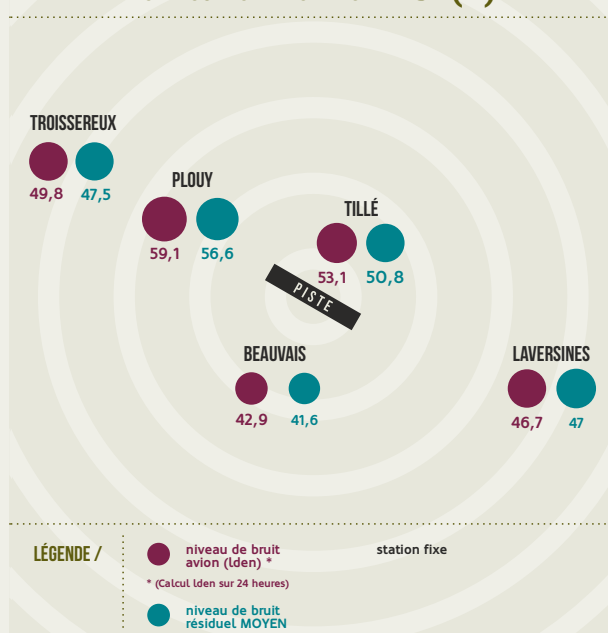 TROISSEREUX
49,8 47,5
PLOUY
59,1 56,6
TILLÉ
53,1 50,8
PISTE
BEAUVAIS
42,9 41,6
LAVERSINES
46,7 47
LÉGENDE /
niveau de bruit
avion (lden) *
* (Calcul lden sur 24 heures)
niveau de bruit
résiduel MOYEN
station fixe